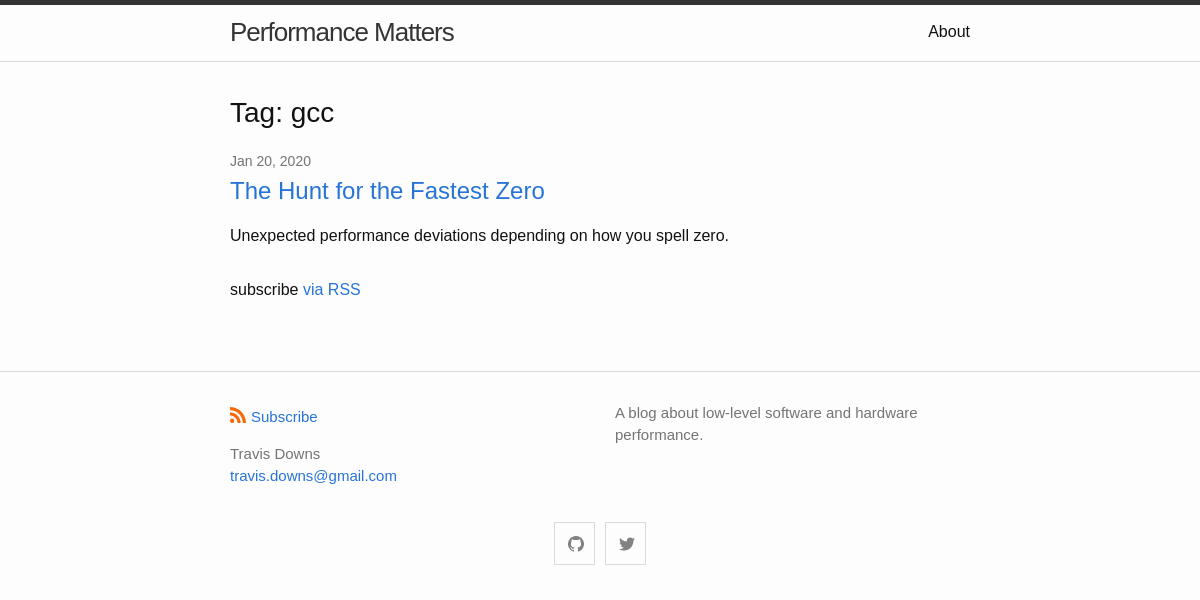 Performance Matters
About
Tag: gcc
Jan 20, 2020
The Hunt for the Fastest Zero
Unexpected performance deviations depending on how you spell zero.
subscribe via RSS
Subscribe
Travis Downs
travis.downs@gmail.com
A blog about low-level software and hardware
performance.